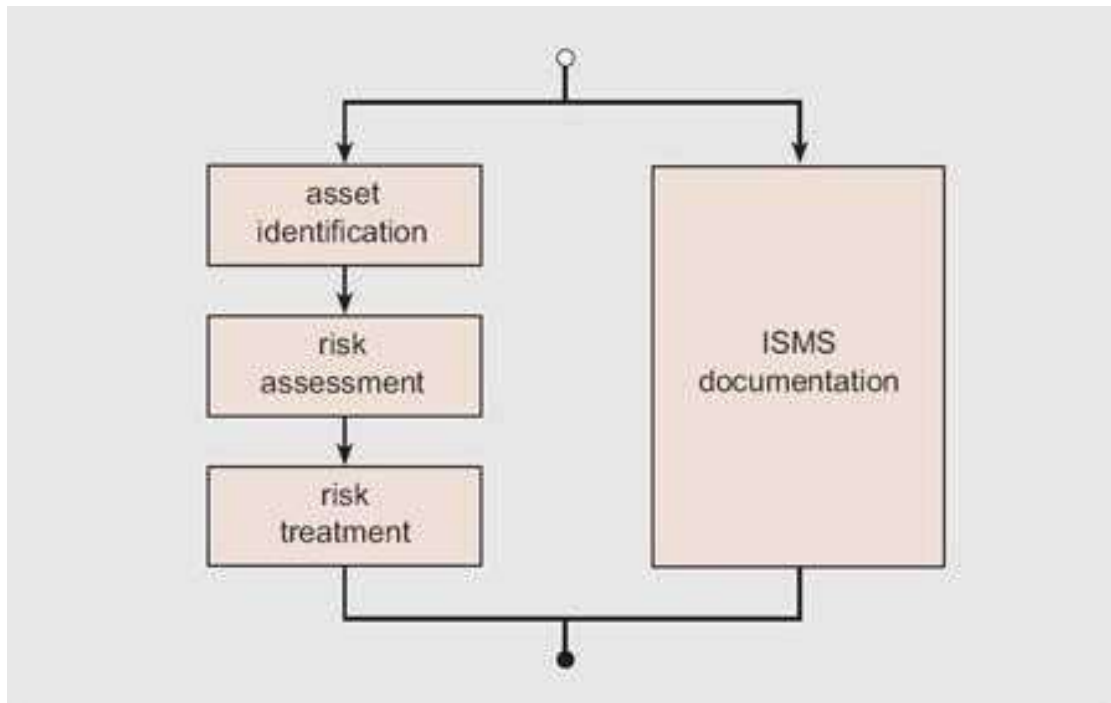 asset
identification
risk
assessment
risk
treatment
ISMS
documentation